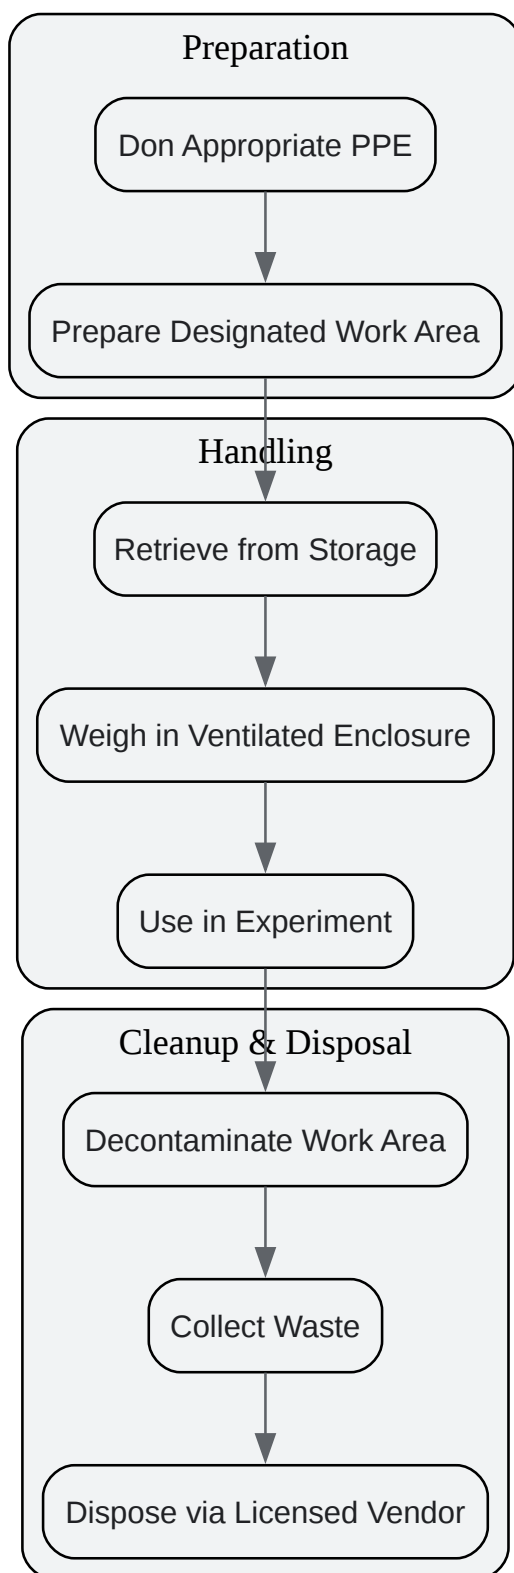 Preparation
Don Appropriate PPE
Prepare Designated Work Area
Handling
Retrieve from Storage
Weigh in Ventilated Enclosure
Use in Experiment
Cleanup & Disposal
Decontaminate Work Area
Collect Waste
Dispose via Licensed Vendor